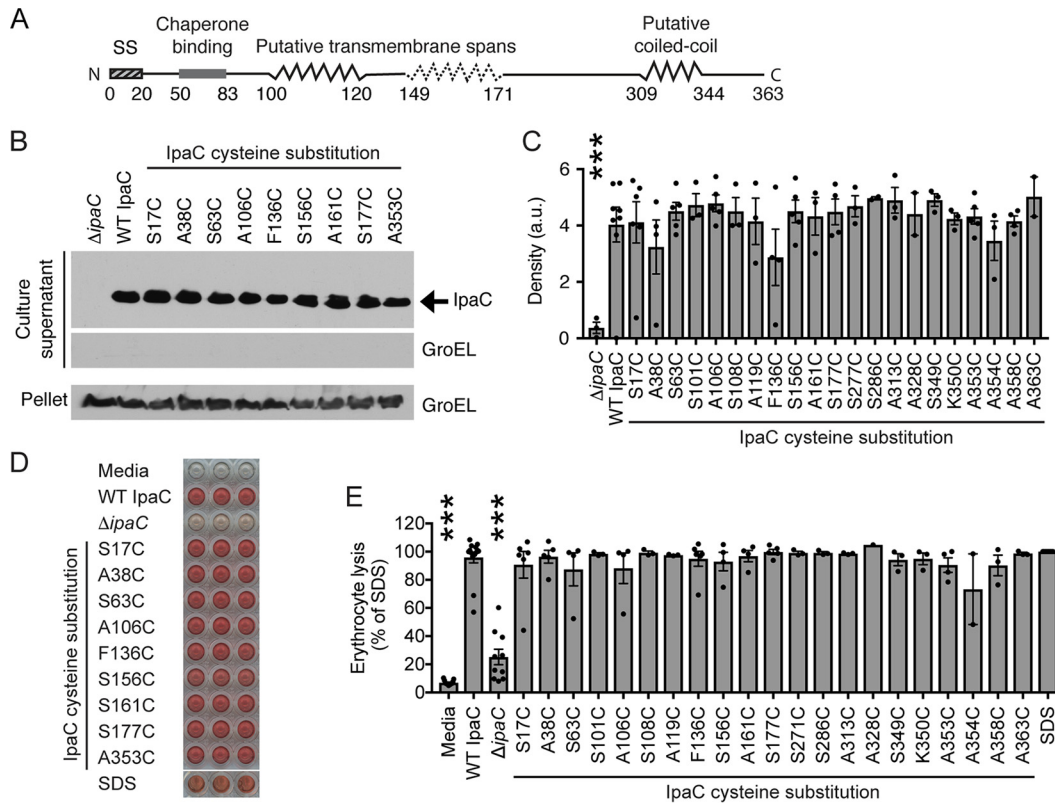 A
SS
Chaperone binding
Putative transmembrane spans
Putative coiled-coil
N
C
0 20 50 83 100 120 149 171 309 344 363
B
IpaC cysteine substitution
ΔipaC
WT IpaC
S17C
A38C
S63C
A106C
F136C
S156C
A161C
S177C
A353C
Culture supernatant
IpaC
GroEL
Pellet
GroEL
C
***
Density (a.u.)
6
4
2
0
ΔipaC
WT IpaC
S17C
A38C
S63C
S101C
A106C
S108C
A119C
F136C
S156C
A161C
S177C
S277C
S286C
A313C
A328C
S349C
K350C
A353C
A354C
A358C
A363C
IpaC cysteine substitution
D
Media
WT IpaC
ΔipaC
S17C
A38C
S63C
A106C
F136C
S156C
S161C
S177C
A353C
SDS
IpaC cysteine substitution
E
***
***
Erythrocyte lysis
(% of SDS)
120
100
80
60
40
20
0
Media
WT IpaC
ΔipaC
S17C
A38C
S63C
S101C
A106C
S108C
A119C
F136C
S156C
A161C
S177C
S271C
S286C
A313C
A328C
S349C
K350C
A353C
A354C
A358C
A363C
SDS
IpaC cysteine substitution